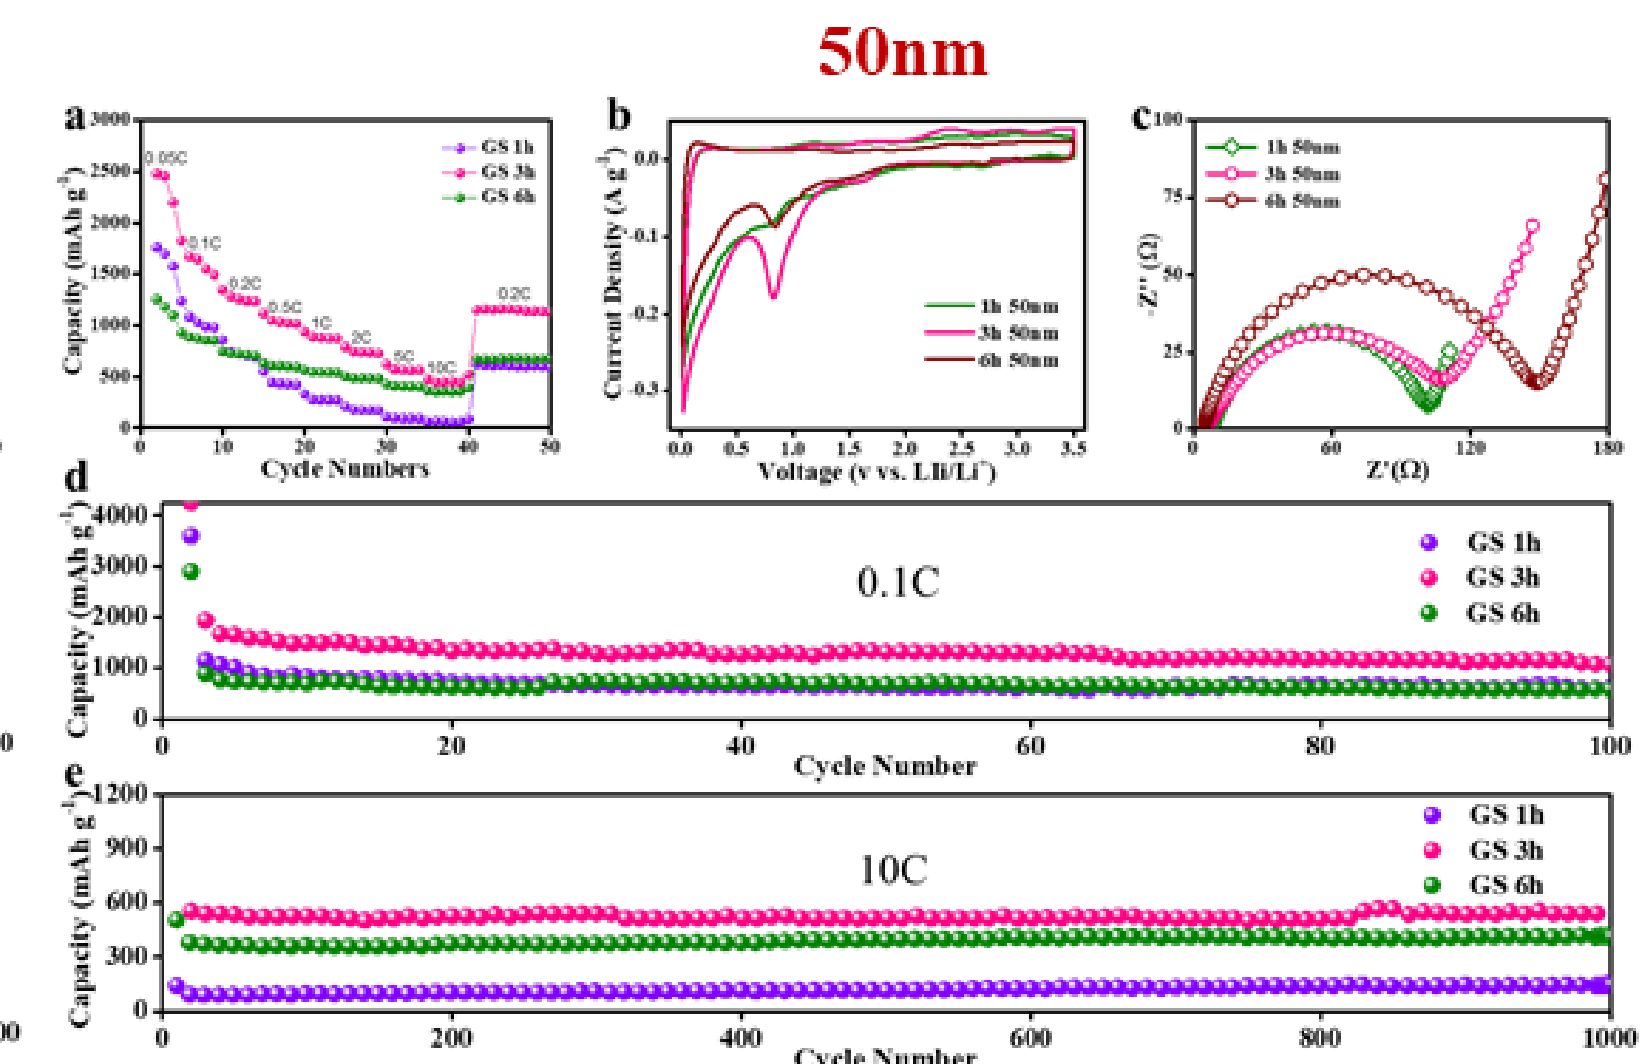 50nm
a
3000
2500
2000
1500
1000
500
0
Capacity (mAh g-1)
0.05C
0.1C
0.2C
0.5C
1C
2C
5C
10C
0.2C
GS 1h
GS 3h
GS 6h
0 10 20 30 40 50
Cycle Numbers
b
0.0
-0.1
-0.2
-0.3
Current Density (A g-1)
1h 50nm
3h 50nm
6h 50nm
0.0 0.5 1.0 1.5 2.0 2.5 3.0 3.5
Voltage (v vs. LIi/Li+)
c
100
75
50
25
0
-Z''(Ω)
1h 50nm
3h 50nm
6h 50nm
0 60 120 180
Z'(Ω)
d
4000
3000
2000
1000
0
Capacity (mAh g-1)
0.1C
GS 1h
GS 3h
GS 6h
0 20 40 60 80 100
Cycle Number
e
1200
900
600
300
0
Capacity (mAh g-1)
10C
GS 1h
GS 3h
GS 6h
0 200 400 600 800 1000
Cycle Number